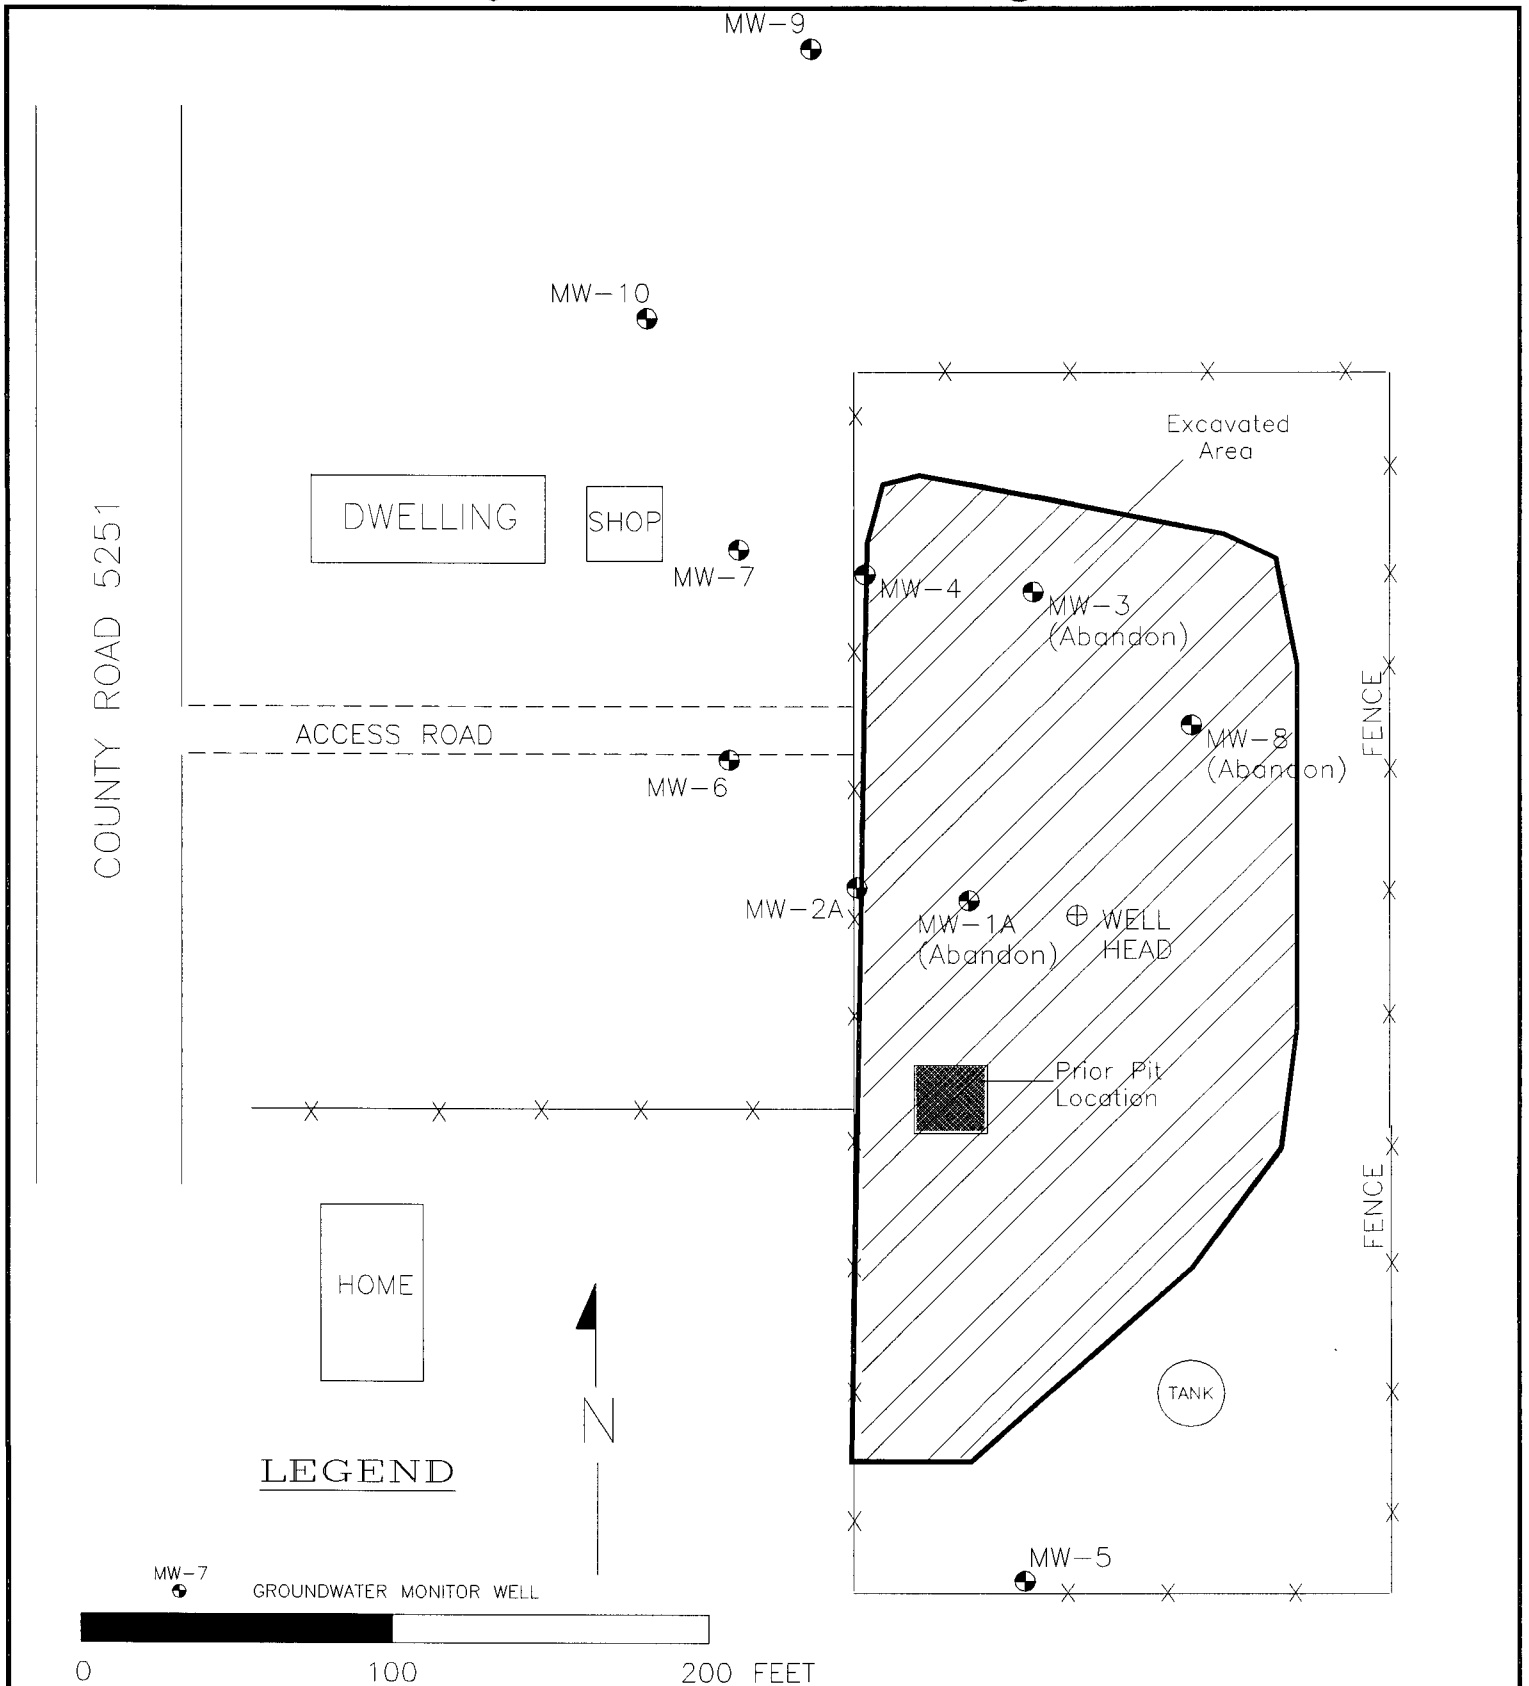 MW-9
MW-10
Excavated
Area
DWELLING
SHOP
MW-7
MW-4
MW-3
(Abandon)
COUNTY ROAD 5251
FENCE
ACCESS ROAD
MW-8
(Abandon)
MW-6
MW-2A
MW-1A
(Abandon)
WELL
HEAD
Prior Pit
Location
FENCE
HOME
TANK
N
LEGEND
MW-5
MW-7
GROUNDWATER MONITOR WELL
0 100 200 FEET